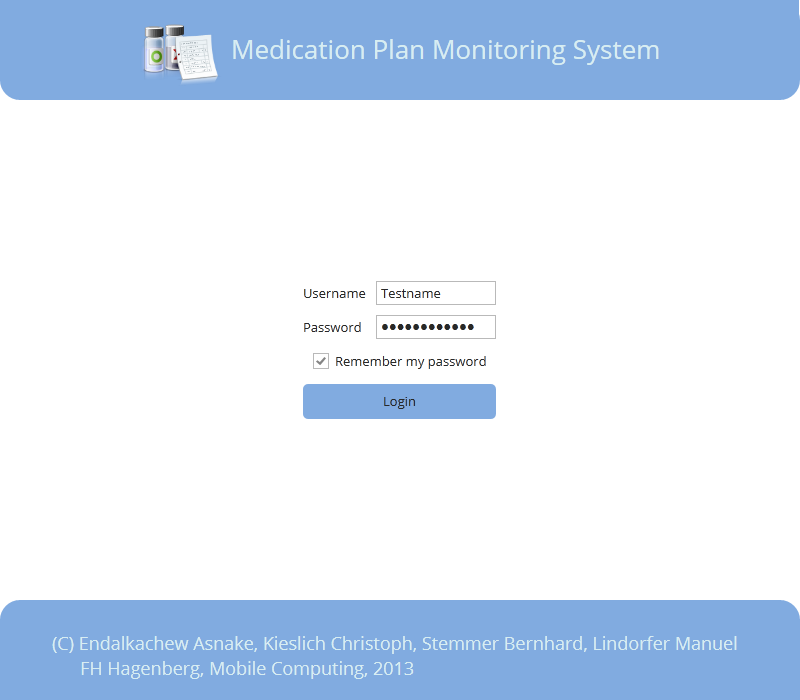 Medication Plan Monitoring System
Username Testname
Password ●●●●●●●●●●●●
Remember my password
Login
(C) Endalkachew Asnake, Kieslich Christoph, Stemmer Bernhard, Lindorfer Manuel
FH Hagenberg, Mobile Computing, 2013